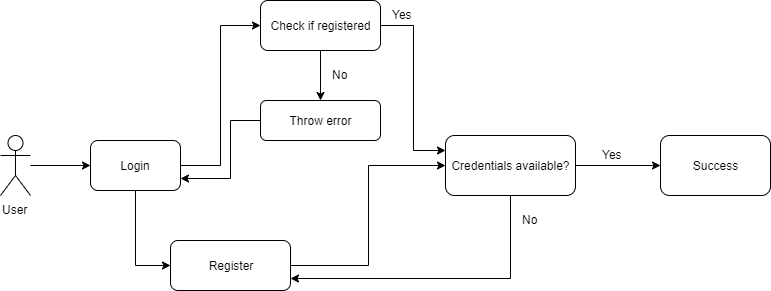 Check if registered
Yes
No
Throw error
Login
Credentials available?
Yes
Success
User
No
Register